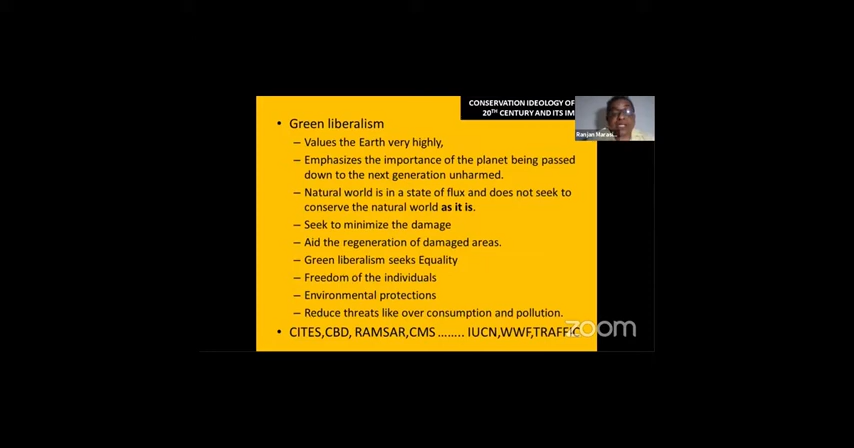 CONSERVATION IDEOLOGY OF
20TH CENTURY AND ITS IM
Ranjan Maras
• Green liberalism
– Values the Earth very highly,
– Emphasizes the importance of the planet being passed
down to the next generation unharmed.
– Natural world is in a state of flux and does not seek to
conserve the natural world as it is.
– Seek to minimize the damage
– Aid the regeneration of damaged areas.
– Green liberalism seeks Equality
– Freedom of the individuals
– Environmental protections
– Reduce threats like over consumption and pollution.
zoom
• CITES,CBD, RAMSAR,CMS …….. IUCN,WWF,TRAFFIC